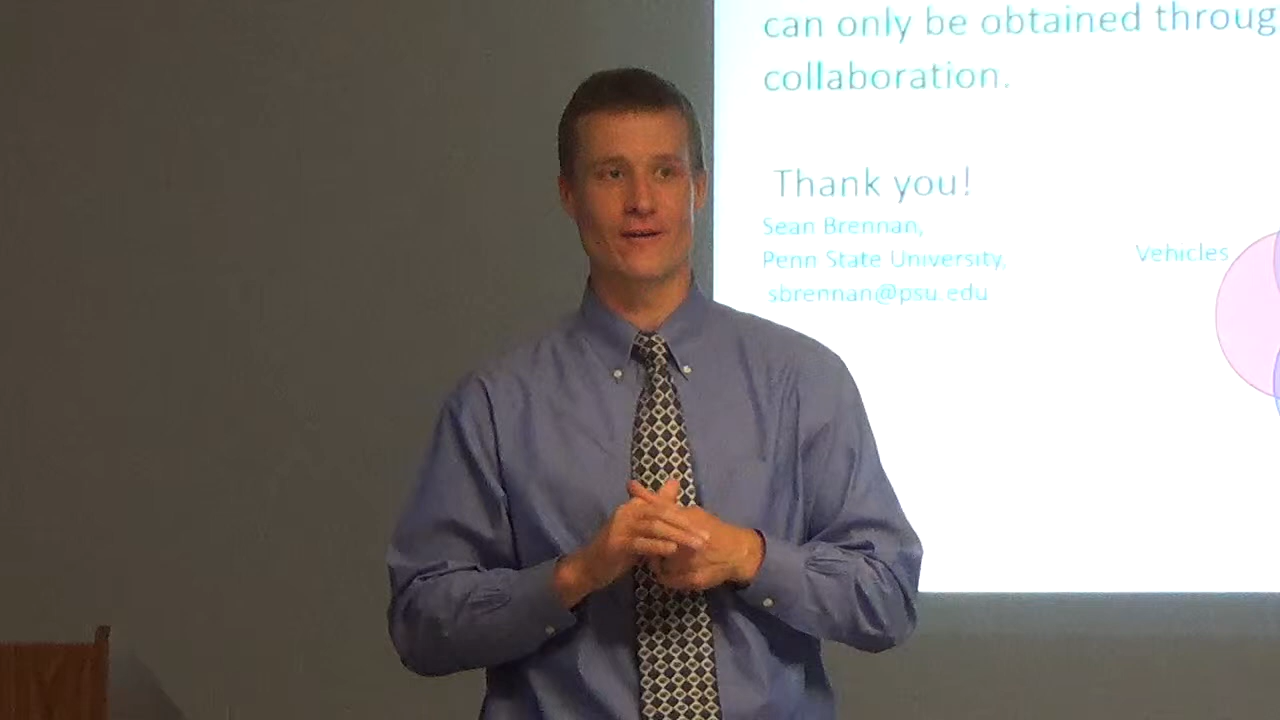 can only be obtained throug
collaboration.
Thank you!
Sean Brennan,
Penn State University,
sbrennan@psu.edu
Vehicles